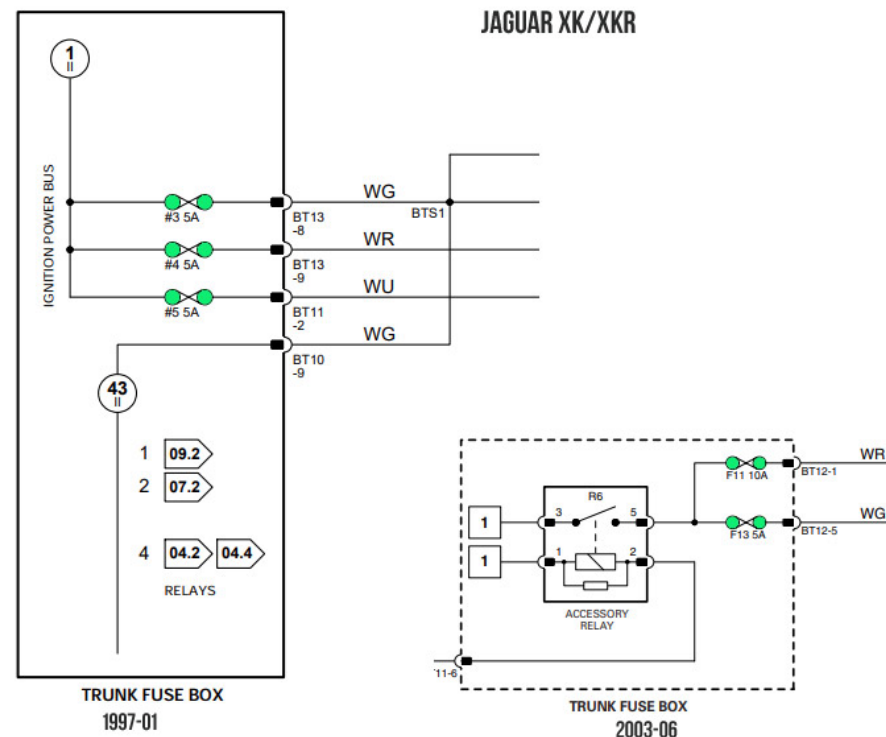 JAGUAR XK/XKR
1
II
IGNITION POWER BUS
#3 5A
BT13
-8
WG
BTS1
#4 5A
BT13
-9
WR
#5 5A
BT11
-2
WU
BT10
-9
WG
43
II
1 09.2
2 07.2
4 04.2 04.4
RELAYS
TRUNK FUSE BOX
1997-01
F11 10A
BT12-1
WR
R6
1
3
5
F13 5A
BT12-5
WG
1
1
2
ACCESSORY
RELAY
11-6
TRUNK FUSE BOX
2003-06